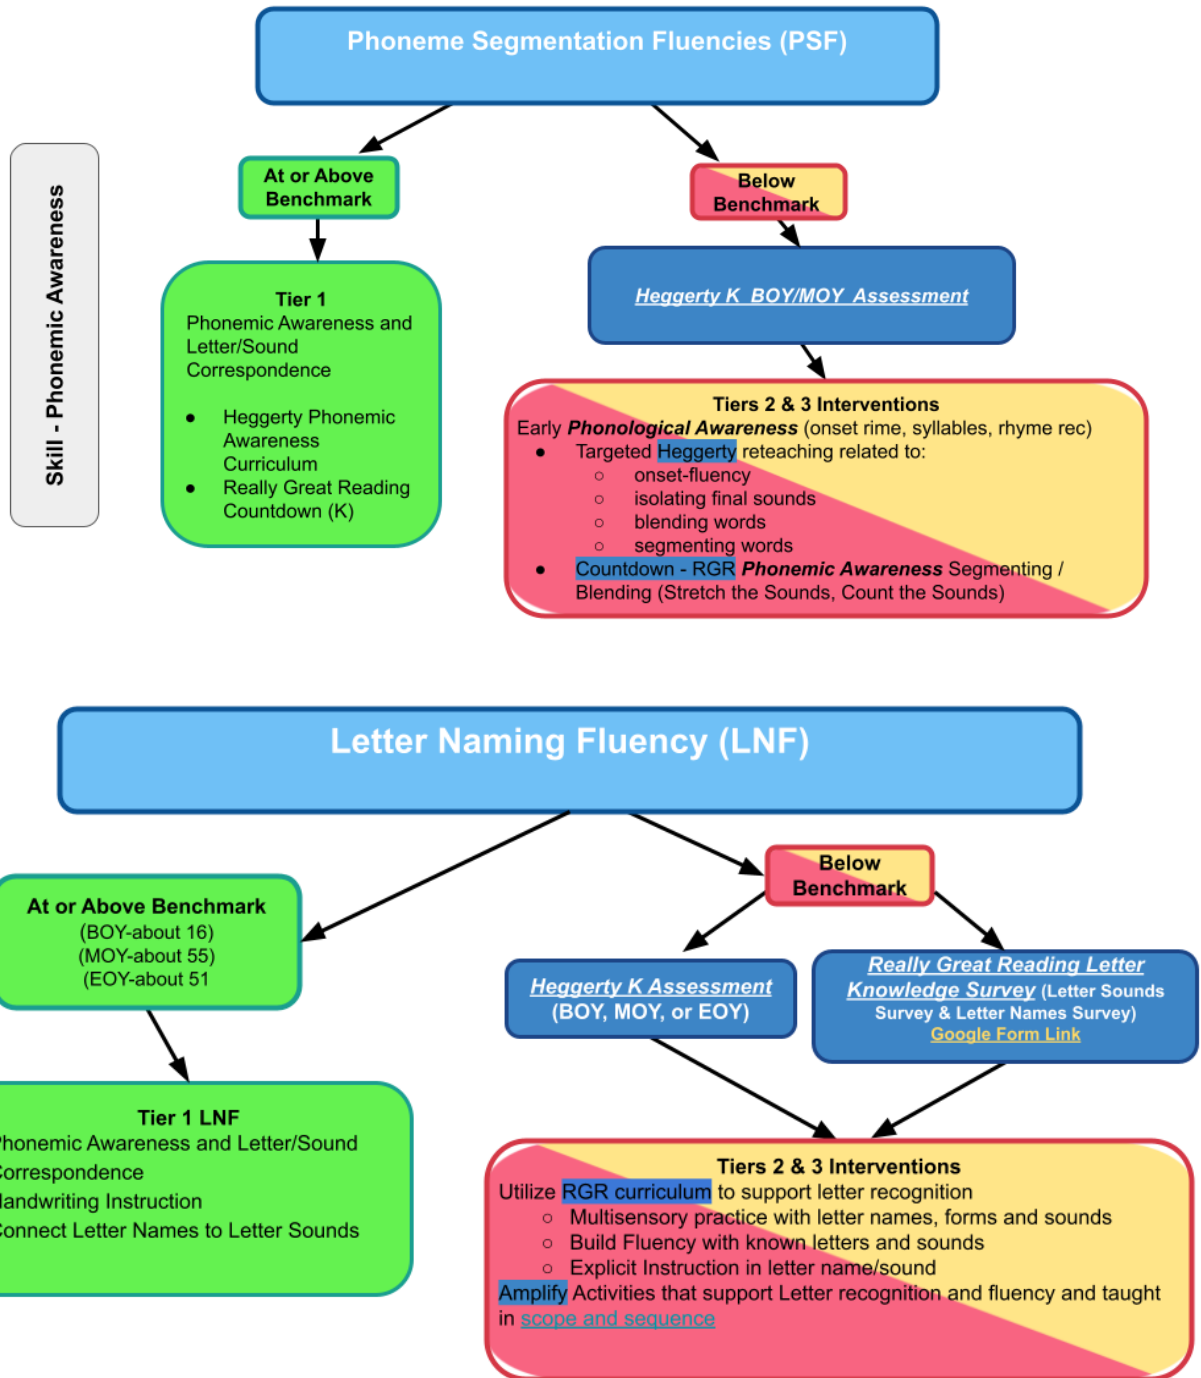 Phoneme Segmentation Fluencies (PSF)
Skill - Phonemic Awareness
At or Above
Benchmark
Below
Benchmark
Tier 1
Phonemic Awareness and
Letter/Sound
Correspondence
● Heggerty Phonemic
Awareness
Curriculum
● Really Great Reading
Countdown (K)
Heggerty K BOY/MOY Assessment
Tiers 2 & 3 Interventions
Early Phonological Awareness (onset rime, syllables, rhyme rec)
● Targeted Heggerty reteaching related to:
○ onset-fluency
○ isolating final sounds
○ blending words
○ segmenting words
● Countdown - RGR Phonemic Awareness Segmenting /
Blending (Stretch the Sounds, Count the Sounds)
Letter Naming Fluency (LNF)
At or Above Benchmark
(BOY-about 16)
(MOY-about 55)
(EOY-about 51
Below
Benchmark
Heggerty K Assessment
(BOY, MOY, or EOY)
Really Great Reading Letter
Knowledge Survey (Letter Sounds
Survey & Letter Names Survey)
Google Form Link
Tier 1 LNF
Phonemic Awareness and Letter/Sound
Correspondence
Handwriting Instruction
Connect Letter Names to Letter Sounds
Tiers 2 & 3 Interventions
Utilize RGR curriculum to support letter recognition
○ Multisensory practice with letter names, forms and sounds
○ Build Fluency with known letters and sounds
○ Explicit Instruction in letter name/sound
Amplify Activities that support Letter recognition and fluency and taught
in scope and sequence